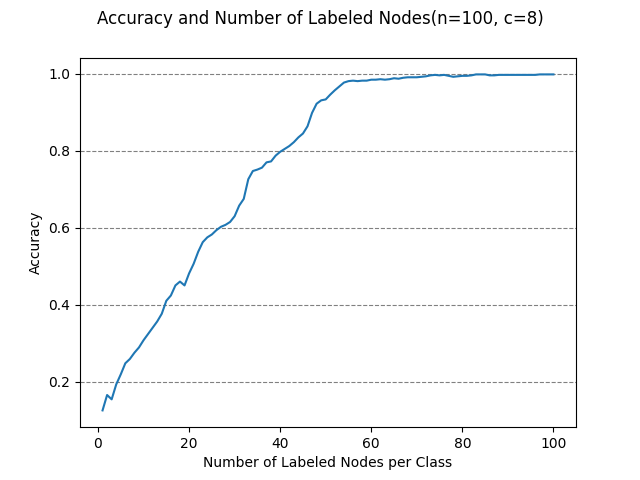 Accuracy and Number of Labeled Nodes(n=100, c=8)
1.0
0.8
0.6
0.4
0.2
Accuracy
0 20 40 60 80 100
Number of Labeled Nodes per Class